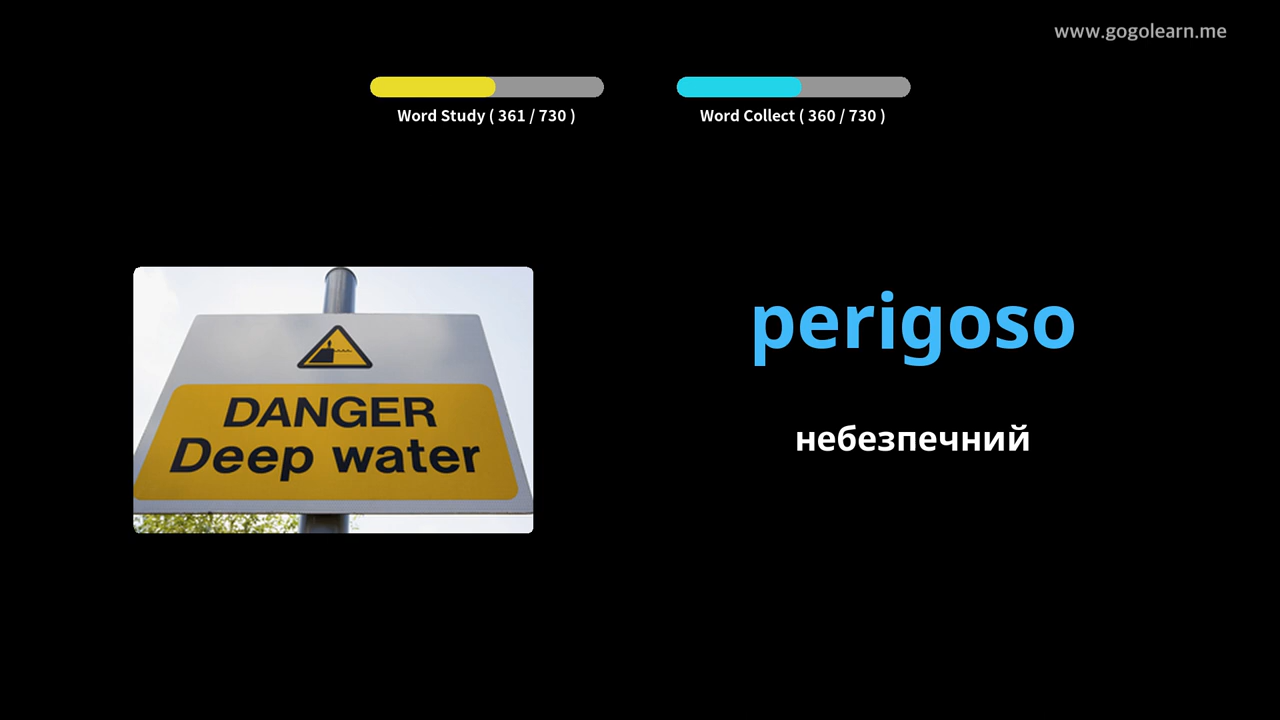 www.gogolearn.me
Word Study ( 361 / 730 )
Word Collect ( 360 / 730 )
DANGER
Deep water
perigoso
небезпечний